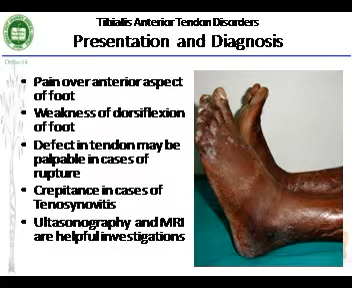 Tibialis Anterior Tendon Disorders
Presentation and Diagnosis
Ortho-14
• Pain over anterior aspect
of foot
• Weakness of dorsiflexion
of foot
• Defect in tendon may be
palpable in cases of
rupture
• Crepitance in cases of
Tenosynovitis
• Ultasonography and MRI
are helpful investigations